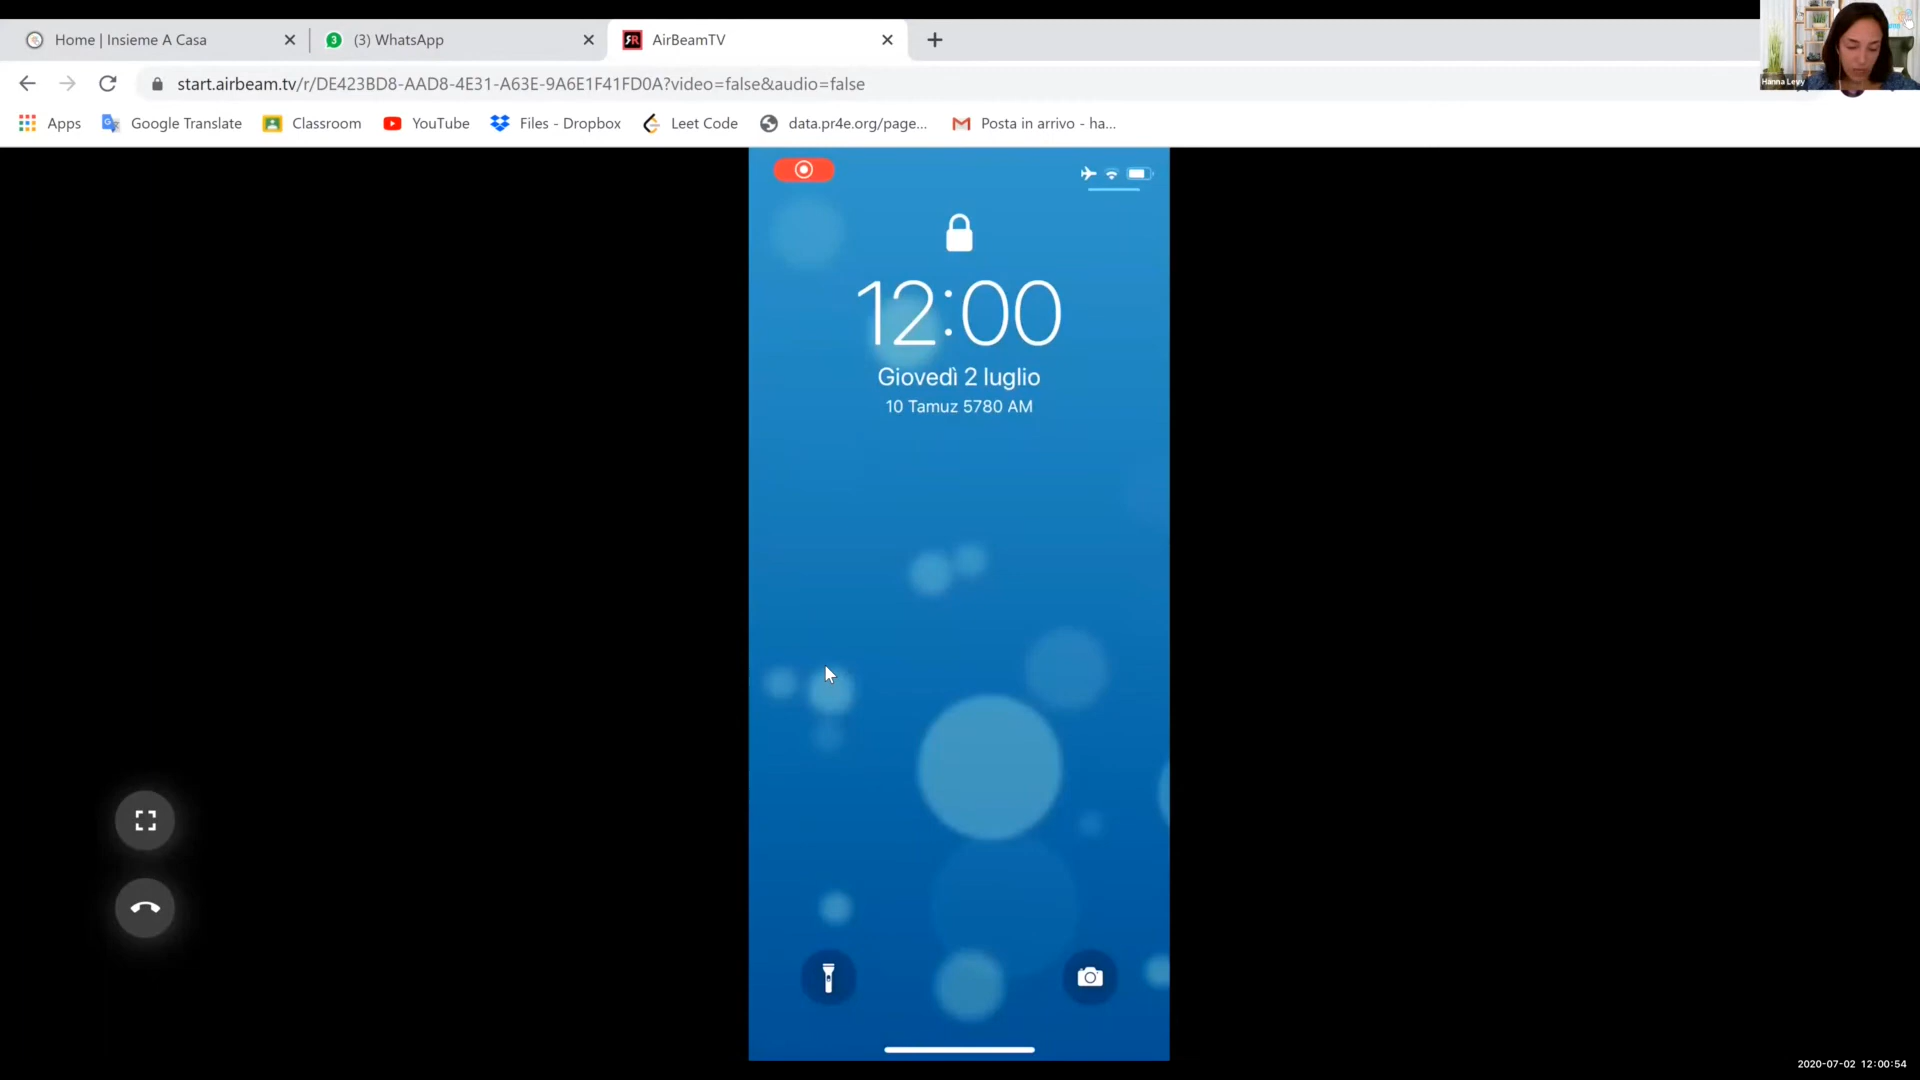 Home | Insieme A Casa
(3) WhatsApp
AirBeamTV
start.airbeam.tv/r/DE423BD8-AAD8-4E31-A63E-9A6E1F41FD0A?video=false&audio=false
Apps
Google Translate
Classroom
YouTube
Files - Dropbox
Leet Code
data.pr4e.org/page...
Posta in arrivo - ha...
Hanna Levy
12:00
Giovedì 2 luglio
10 Tamuz 5780 AM
2020-07-02 12:00:54